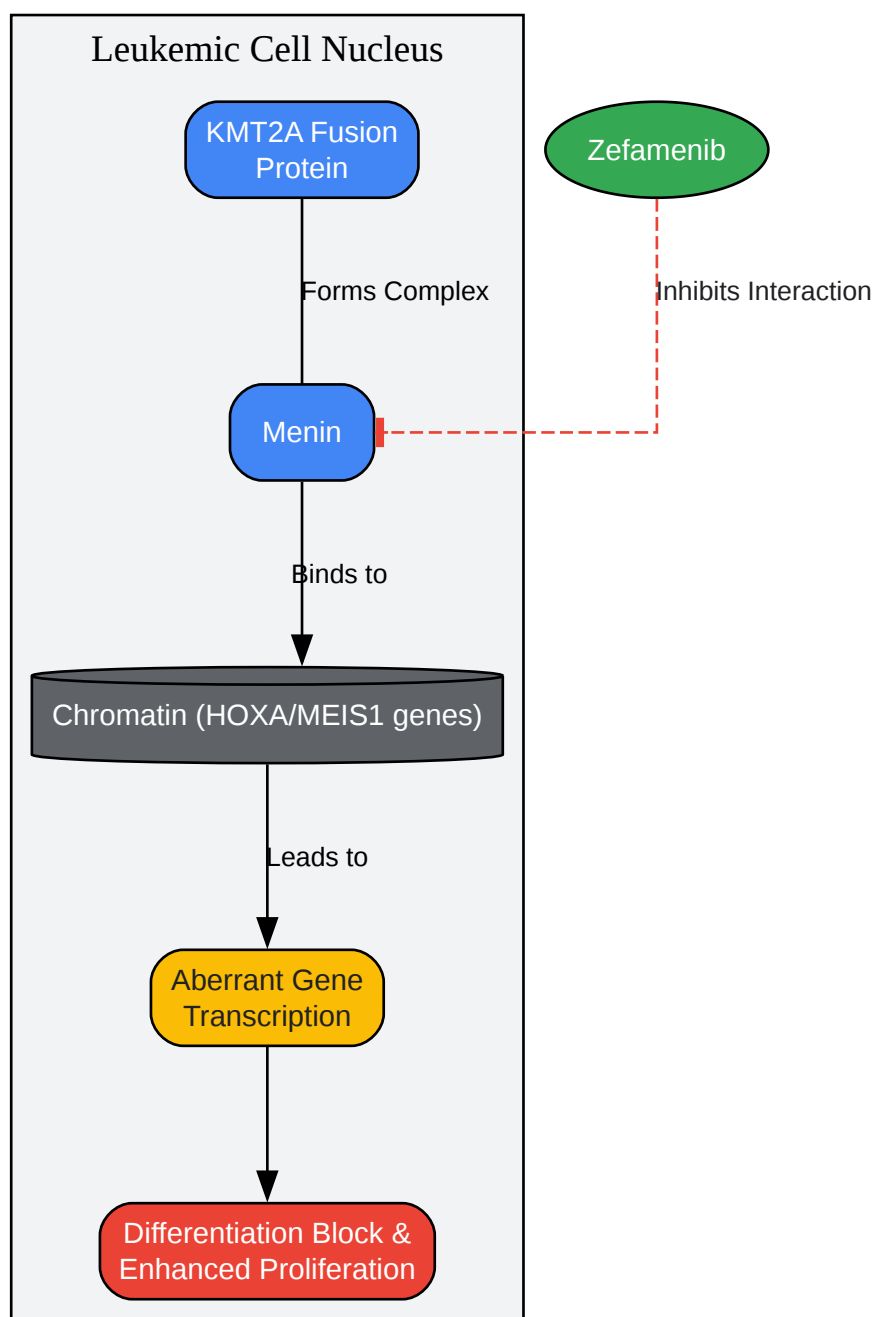 Leukemic Cell Nucleus
KMT2A Fusion
Protein
Zefamenib
Forms Complex
Inhibits Interaction
Menin
Binds to
Chromatin (HOXA/MEIS1 genes)
Leads to
Aberrant Gene
Transcription
Differentiation Block &
Enhanced Proliferation